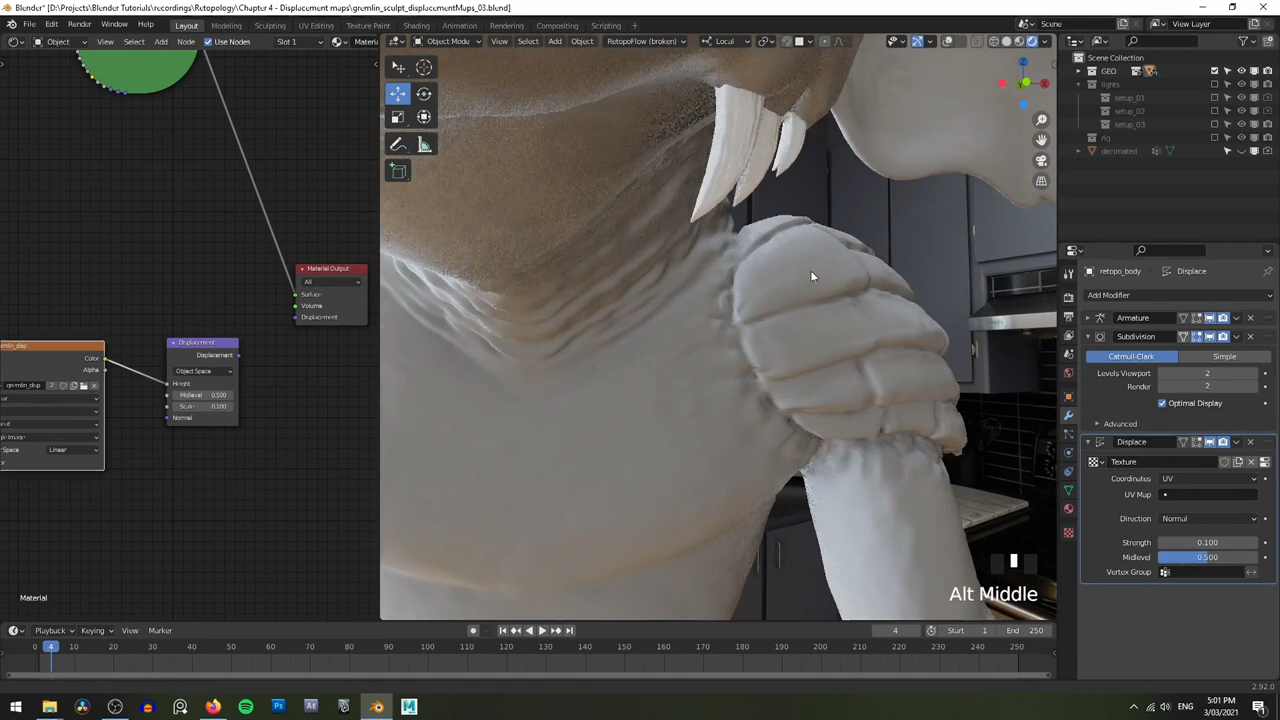 Blender* [D:\Projects\Blender Tutorials\recordings\Retopology\Chapter 4 - Displacement maps\gremlin_sculpt_displacementMaps_03.blend]
File Edit Render Window Help Layout Modeling Sculpting UV Editing Texture Paint Shading Animation Rendering Compositing Scripting Scene View Layer
Object View Select Add Node Use Nodes Slot 1 Material
Object Mode View Select Add Object RetopoFlow (broken) Local
Scene Collection
GEO
lights
setup_01
setup_02
setup_03
rig
decimated
Material Output
All
Surface
Volume
Displacement
gremlin_disp
Color
Alpha
gremlin_disp 2
Linear
Displacement
Displacement
Object Space
Height
Midlevel 0.500
Scale 0.100
Normal
Material
Alt Middle
retopo_body Displace
Add Modifier
Armature
Subdivision
Catmull-Clark Simple
Levels Viewport 2
Render 2
Optimal Display
Advanced
Displace
Texture
Coordinates UV
UV Map
Direction Normal
Strength 0.100
Midlevel 0.500
Vertex Group
Playback Keying View Marker 4 Start 1 End 250
0 4 10 20 30 40 50 60 70 80 90 100 110 120 130 140 150 160 170 180 190 200 210 220 230 240 250
2.92.0
ENG 5:01 PM
3/03/2021